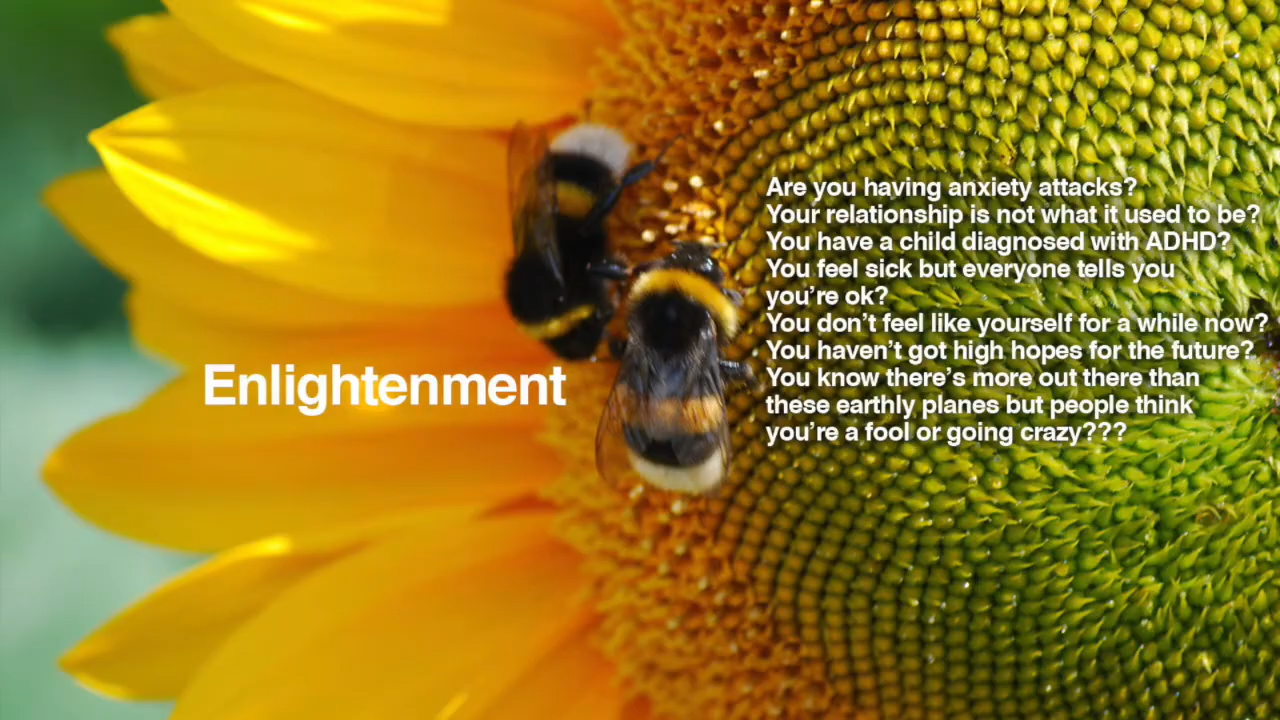 Enlightenment
Are you having anxiety attacks?
Your relationship is not what it used to be?
You have a child diagnosed with ADHD?
You feel sick but everyone tells you
you’re ok?
You don’t feel like yourself for a while now?
You haven’t got high hopes for the future?
You know there’s more out there than
these earthly planes but people think
you’re a fool or going crazy???